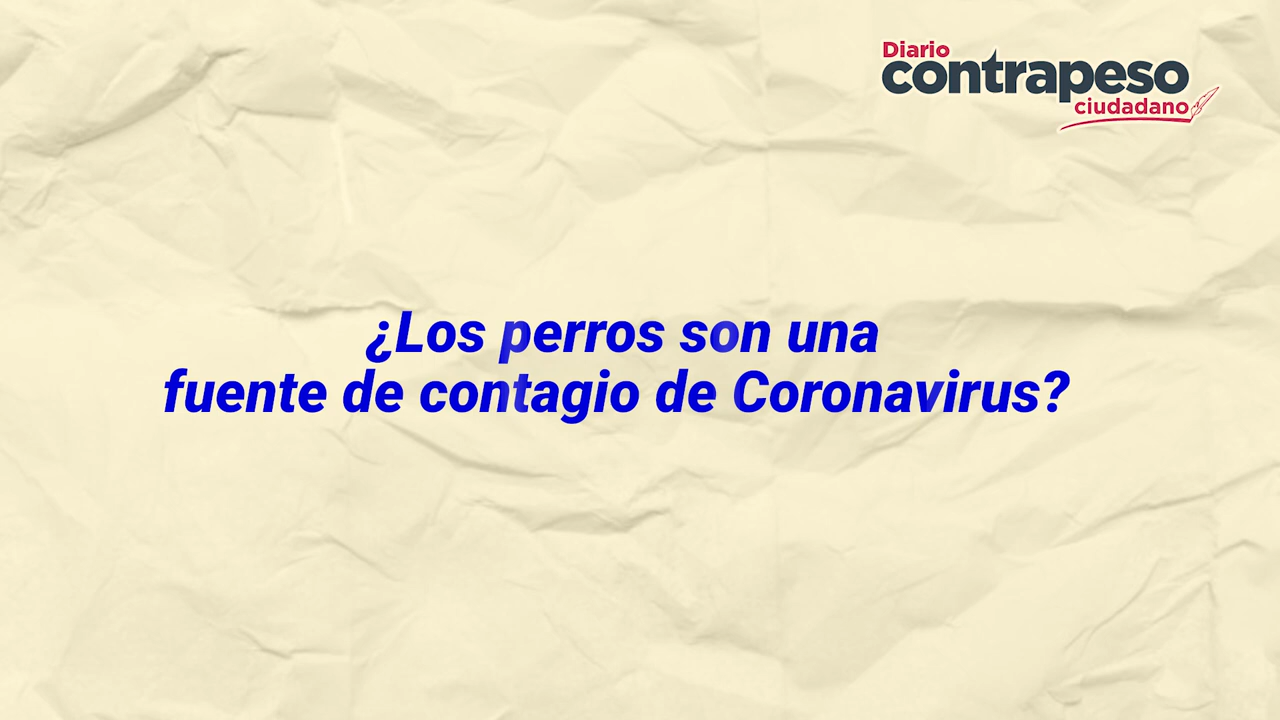 Diario
contrapeso
ciudadano
¿Los perros son una
fuente de contagio de Coronavirus?